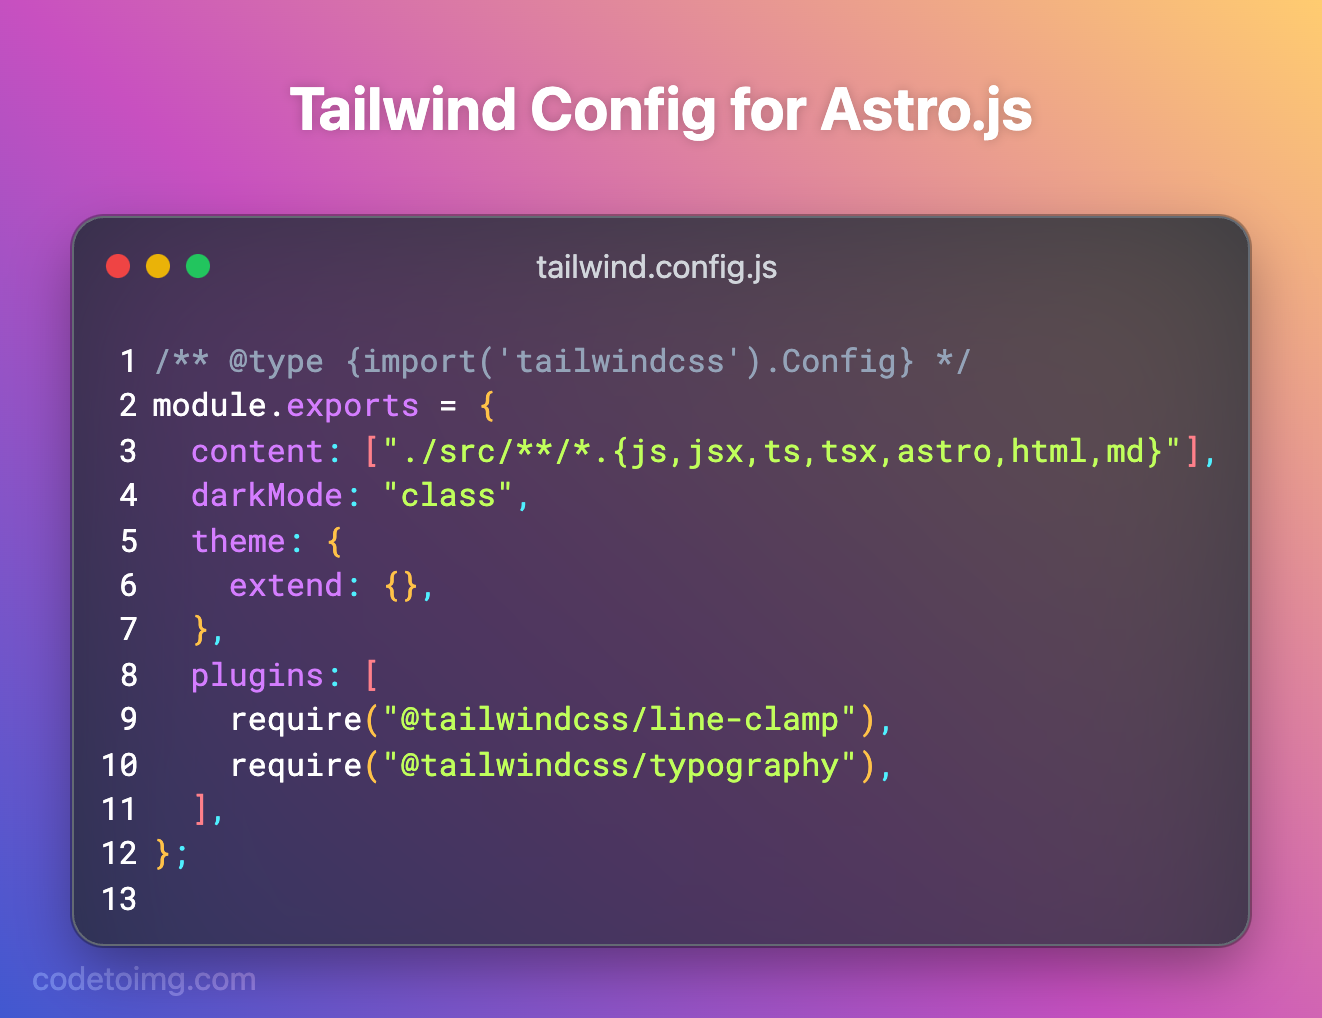 Tailwind Config for Astro.js
tailwind.config.js
1 /** @type {import('tailwindcss').Config} */
2 module.exports = {
3   content: ["./src/**/*.{js,jsx,ts,tsx,astro,html,md}"],
4   darkMode: "class",
5   theme: {
6     extend: {},
7   },
8   plugins: [
9     require("@tailwindcss/line-clamp"),
10     require("@tailwindcss/typography"),
11   ],
12 };
13
codetoimg.com